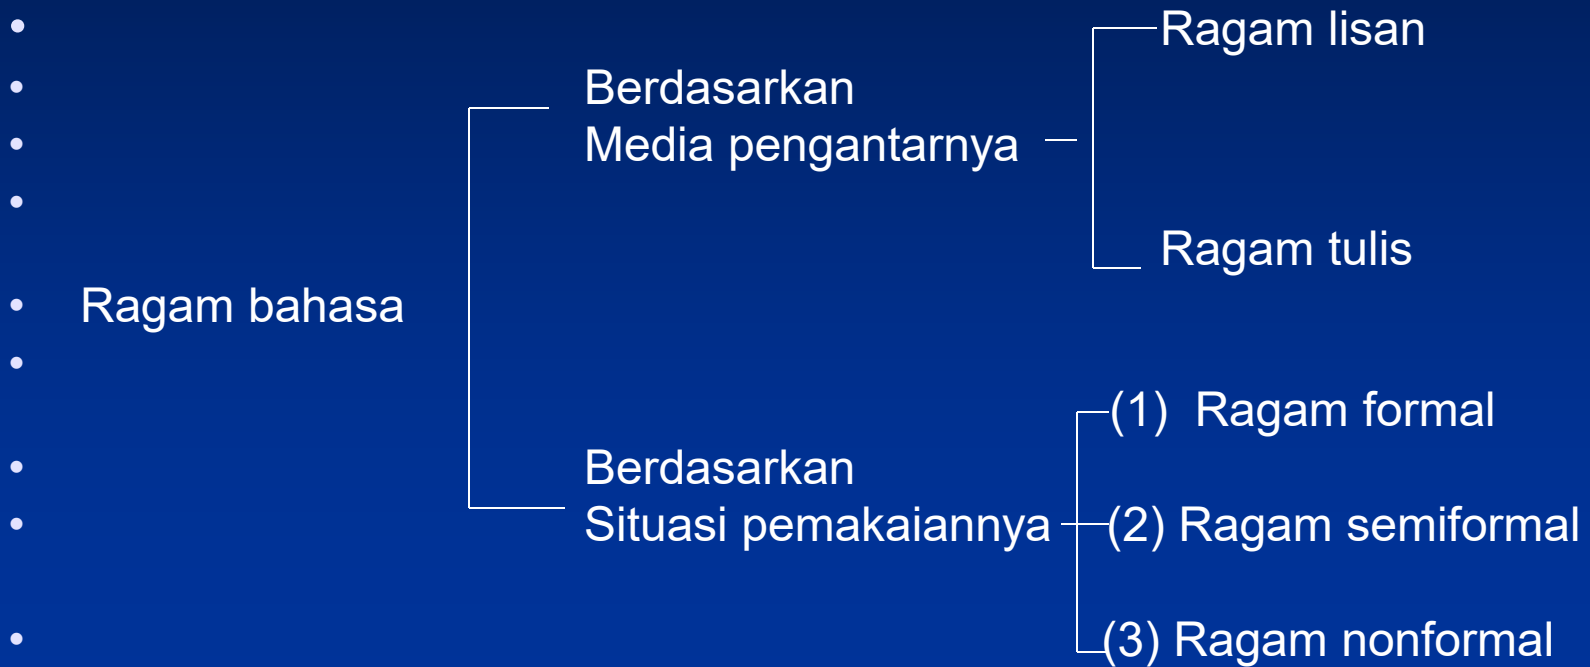 Ragam lisan
Berdasarkan
Media pengantarnya
Ragam tulis
Ragam bahasa
(1) Ragam formal
Berdasarkan
Situasi pemakaiannya
(2) Ragam semiformal
(3) Ragam nonformal